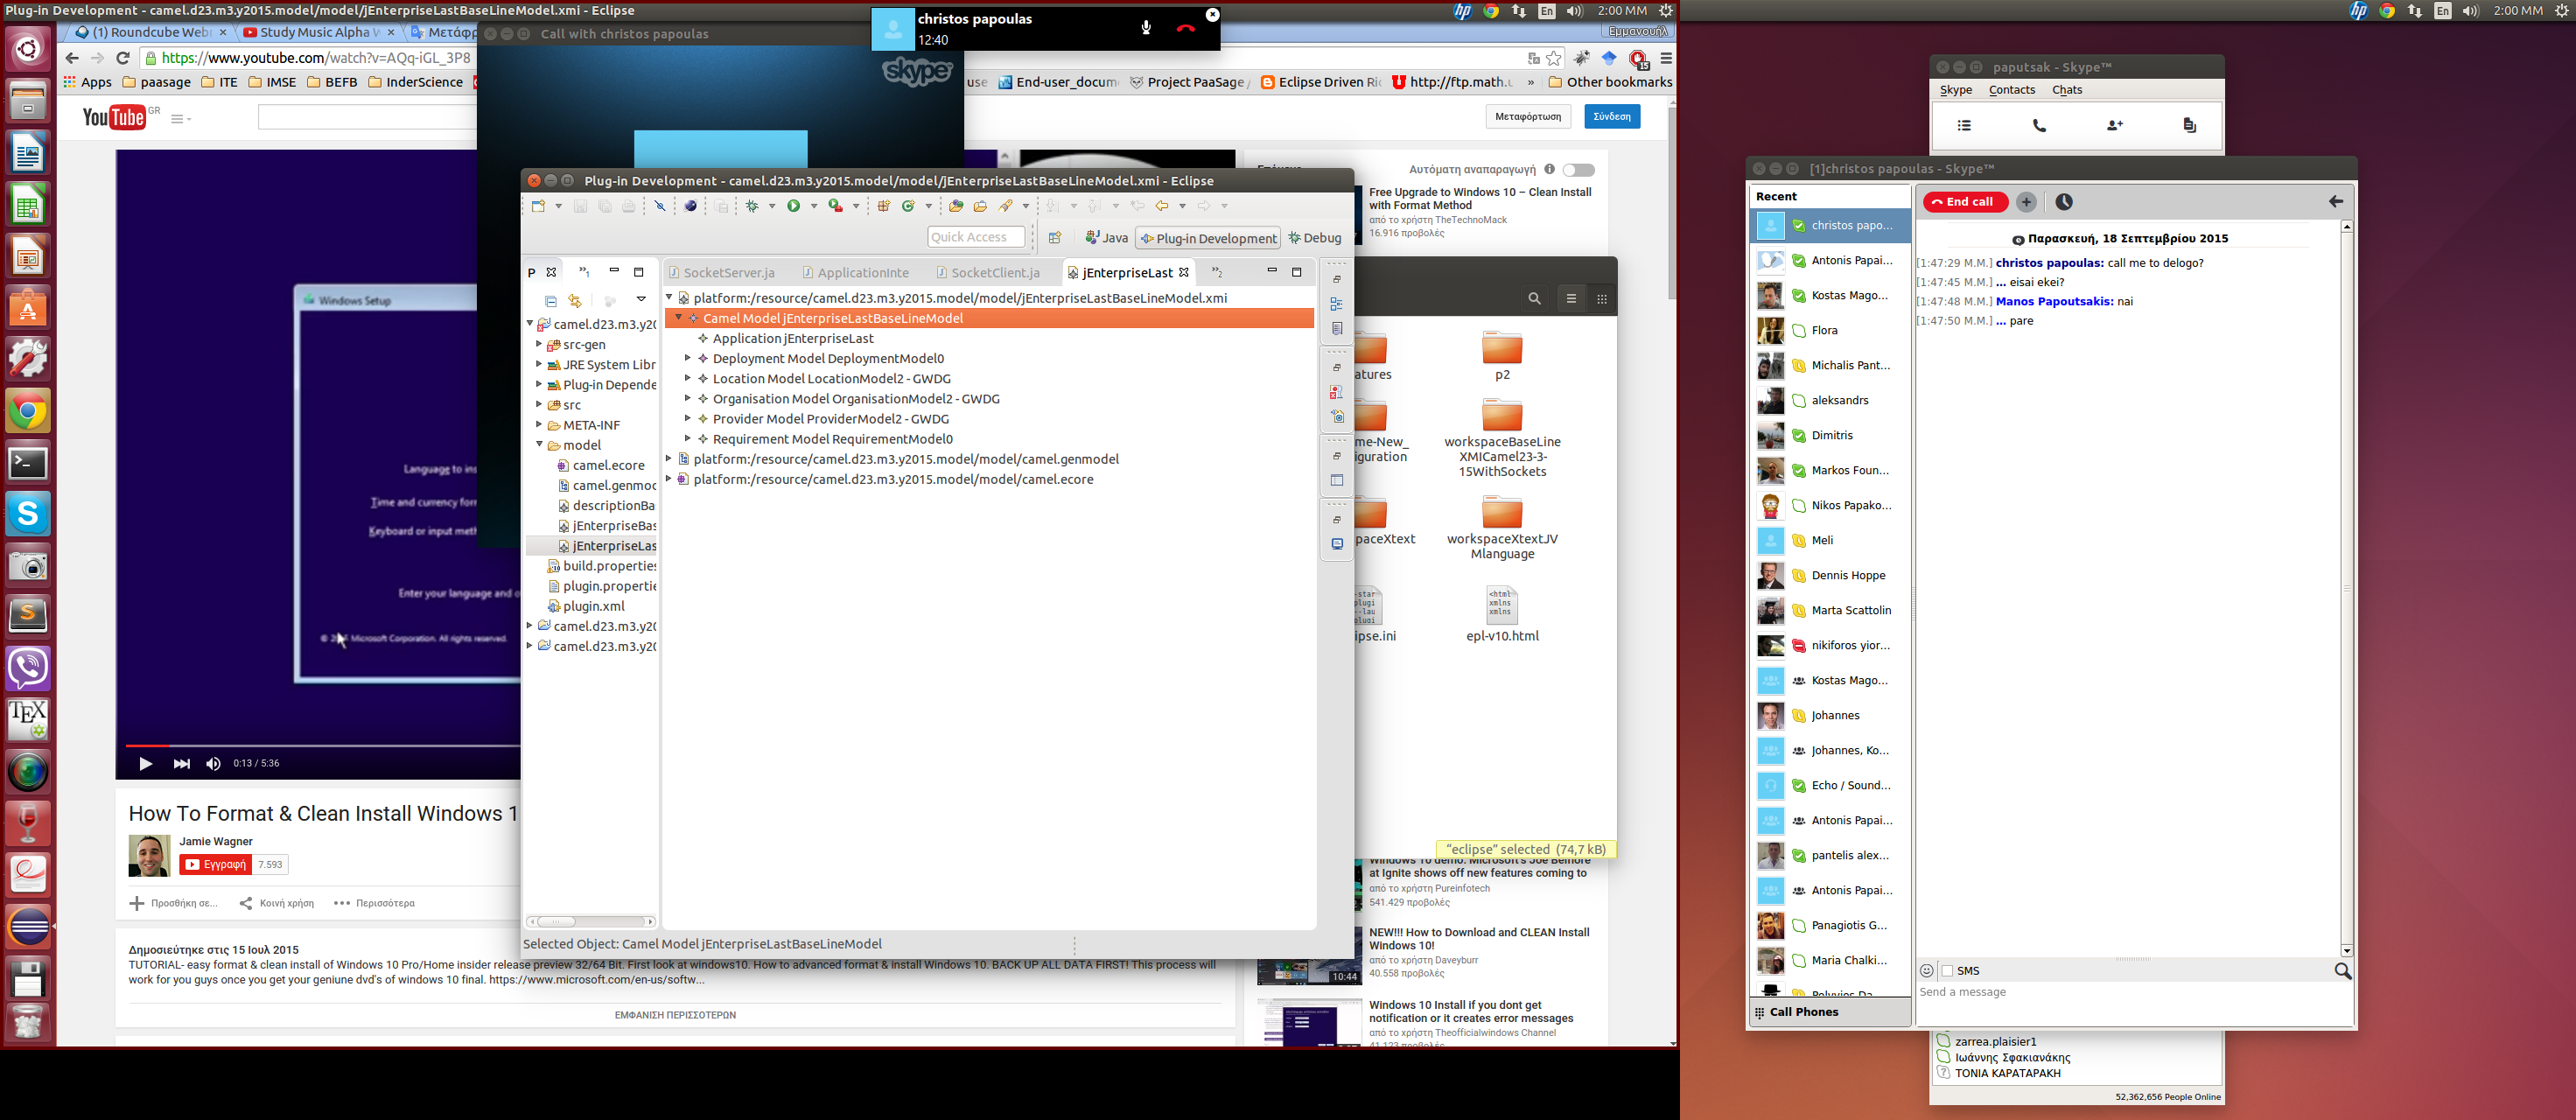 Plug-in Development - camel.d23.m3.y2015.model/model/jEnterpriseLastBaseLineModel.xmi - Eclipse
En 2:00 MM
(1) Roundcube Web
Study Music Alpha
Μετάφρ
Εμμανουήλ
https://www.youtube.com/watch?v=AQq-iGL_3P8
15
Apps paasage ITE IMSE BEFB InderScience
use End-user_docum Project PaaSage / Eclipse Driven Ri http://ftp.math.u » Other bookmarks
Call with christos papoulas
skype
christos papoulas
12:40
YouTube GR
Μεταφόρτωση
Σύνδεση
Windows Setup
Language to ins
Time and currency for
Keyboard or input meth
Enter your language and o
Microsoft Corporation. All rights reserved.
0:13 / 5:36
How To Format & Clean Install Windows 1
Jamie Wagner
Εγγραφή 7.593
Προσθήκη σε... Κοινή χρήση Περισσότερα
Δημοσιεύτηκε στις 15 Ιουλ 2015
TUTORIAL- easy format & clean install of Windows 10 Pro/Home insider release preview 32/64 Bit. First look at windows10. How to advanced format & install Windows 10. BACK UP ALL DATA FIRST! This process will
work for you guys once you get your geniune dvd's of windows 10 final. https://www.microsoft.com/en-us/softw...
ΕΜΦΑΝΙΣΗ ΠΕΡΙΣΣΟΤΕΡΩΝ
Αυτόματη αναπαραγωγή
Free Upgrade to Windows 10 – Clean Install
with Format Method
από το χρήστη TheTechnoMack
16.916 προβολές
Plug-in Development - camel.d23.m3.y2015.model/model/jEnterpriseLastBaseLineModel.xmi - Eclipse
Quick Access
Java
Plug-in Development
Debug
P
SocketServer.ja
ApplicationInte
SocketClient.ja
jEnterpriseLast
camel.d23.m3.y20
src-gen
JRE System Libr
Plug-in Depende
src
META-INF
model
camel.ecore
camel.genmod
descriptionBa
jEnterpriseBas
jEnterpriseLas
build.properties
plugin.propertie
plugin.xml
camel.d23.m3.y20
camel.d23.m3.y20
platform:/resource/camel.d23.m3.y2015.model/model/jEnterpriseLastBaseLineModel.xmi
Camel Model jEnterpriseLastBaseLineModel
Application jEnterpriseLast
Deployment Model DeploymentModel0
Location Model LocationModel2 - GWDG
Organisation Model OrganisationModel2 - GWDG
Provider Model ProviderModel2 - GWDG
Requirement Model RequirementModel0
platform:/resource/camel.d23.m3.y2015.model/model/camel.genmodel
platform:/resource/camel.d23.m3.y2015.model/model/camel.ecore
Selected Object: Camel Model jEnterpriseLastBaseLineModel
atures
p2
me-New_
iguration
workspaceBaseLine
XMICamel23-3-
15WithSockets
paceXtext
workspaceXtextJV
Mlanguage
ipse.ini
epl-v10.html
"eclipse" selected (74,7 kB)
Windows 10 demo: Microsoft's Joe Belfiore
at Ignite shows off new features coming to
από το χρήστη Pureinfotech
541.429 προβολές
NEW!!! How to Download and CLEAN Install
Windows 10!
από το χρήστη Daveyburr
40.558 προβολές
10:44
Windows 10 Install if you dont get
notification or it creates error messages
από το χρήστη Theofficialwindows Channel
41.123 προβολές
En 2:00 MM
paputsak - Skype™
Skype Contacts Chats
[1]christos papoulas - Skype™
Recent
christos papo...
Antonis Papai...
Kostas Mago...
Flora
Michalis Pant...
aleksandrs
Dimitris
Markos Foun...
Nikos Papako...
Meli
Dennis Hoppe
Marta Scattolin
nikiforos yior...
Kostas Mago...
Johannes
Johannes, Ko...
Echo / Sound...
Antonis Papai...
pantelis alex...
Antonis Papai...
Panagiotis G...
Maria Chalki...
Polyvios Da
Call Phones
End call
Παρασκευή, 18 Σεπτεμβρίου 2015
[1:47:29 Μ.Μ.] christos papoulas: call me to delogo?
[1:47:45 Μ.Μ.] ... eisai ekei?
[1:47:48 Μ.Μ.] Manos Papoutsakis: nai
[1:47:50 Μ.Μ.] ... pare
SMS
Send a message
zarrea.plaisier1
Ιωάννης Σφακιανάκης
ΤΟΝΙΑ ΚΑΡΑΤΑΡΑΚΗ
52,362,656 People Online